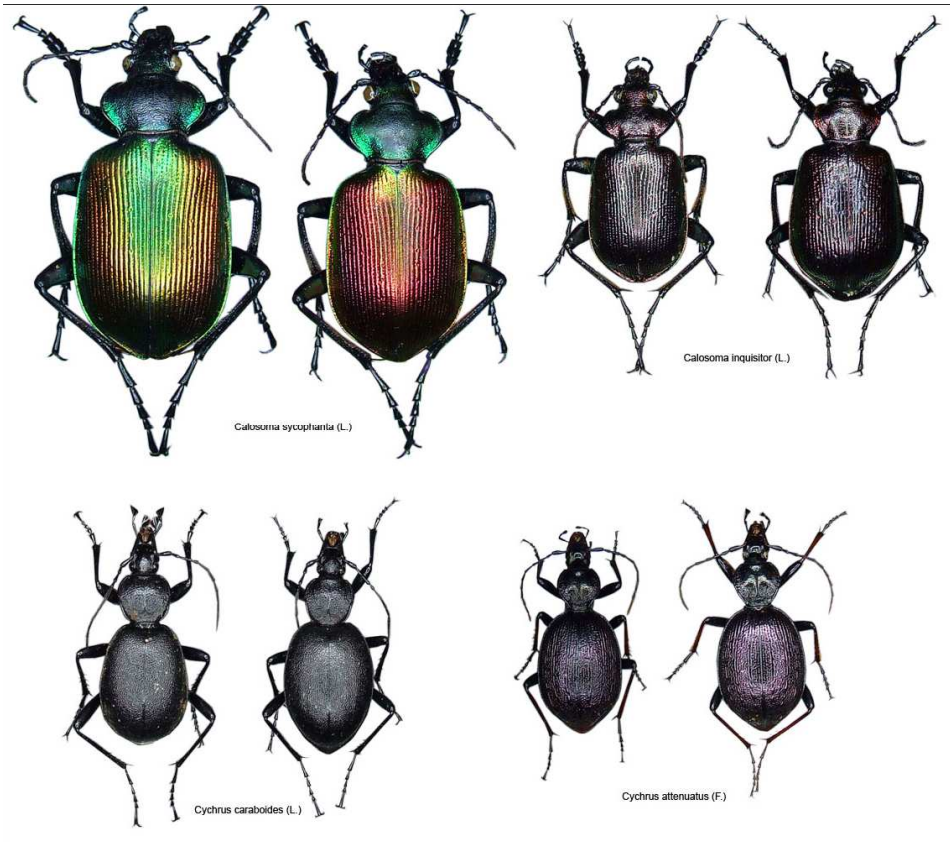 Calosoma inquisitor (L.)
Calosoma sycophanta (L.)
Cychrus attenuatus (F.)
Cychrus caraboides (L.)